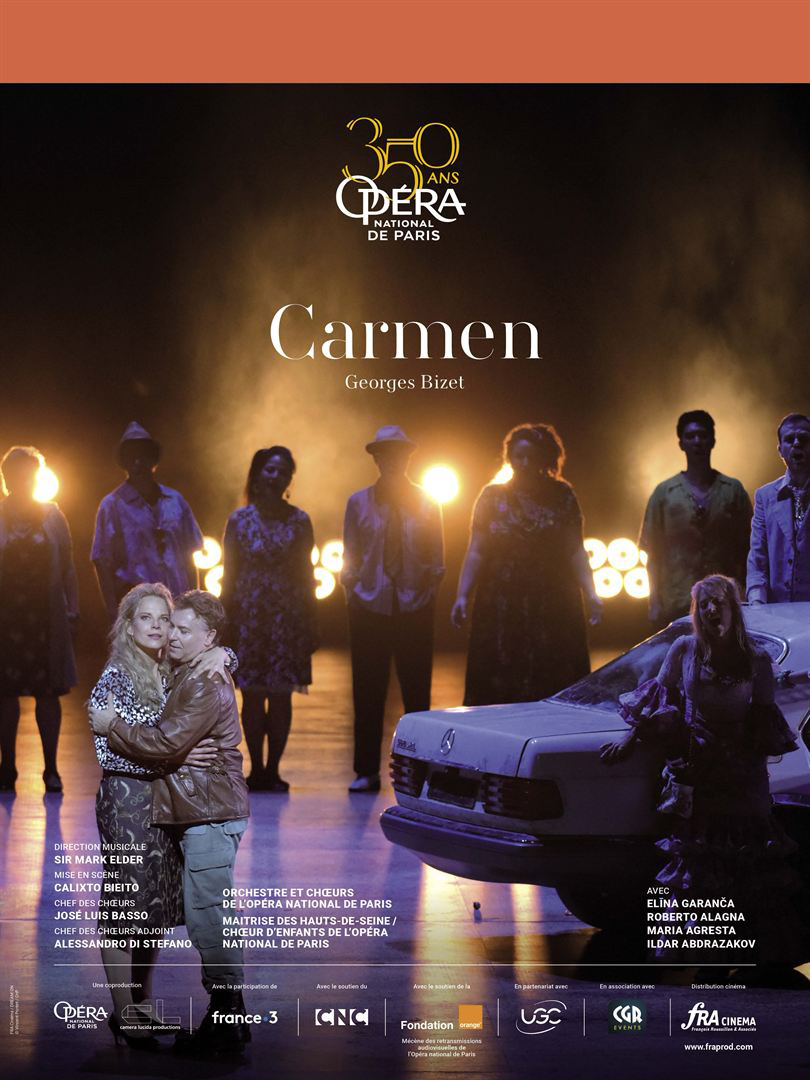 350
ANS
OPÉRA
NATIONAL
DE PARIS
Carmen
Georges Bizet
DIRECTION MUSICALE
SIR MARK ELDER
MISE EN SCÈNE
CALIXTO BIEITO
CHEF DES CHŒURS
JOSÉ LUIS BASSO
CHEF DES CHŒURS ADJOINT
ALESSANDRO DI STEFANO
ORCHESTRE ET CHŒURS
DE L'OPÉRA NATIONAL DE PARIS
MAITRISE DES HAUTS-DE-SEINE /
CHŒUR D'ENFANTS DE L'OPÉRA
NATIONAL DE PARIS
AVEC
ELĪNA GARANČA
ROBERTO ALAGNA
MARIA AGRESTA
ILDAR ABDRAZAKOV
Une coproduction
OPÉRA
NATIONAL
DE PARIS
camera lucida productions
Avec la participation de
france•3
Avec le soutien du
CNC
Avec le soutien de la
Fondation orange
Mécène des retransmissions
audiovisuelles de
l'Opéra national de Paris
En partenariat avec
UGC
En association avec
CGR
EVENTS
Distribution cinéma
fRA CINEMA
François Roussillon & Associés
www.fraprod.com